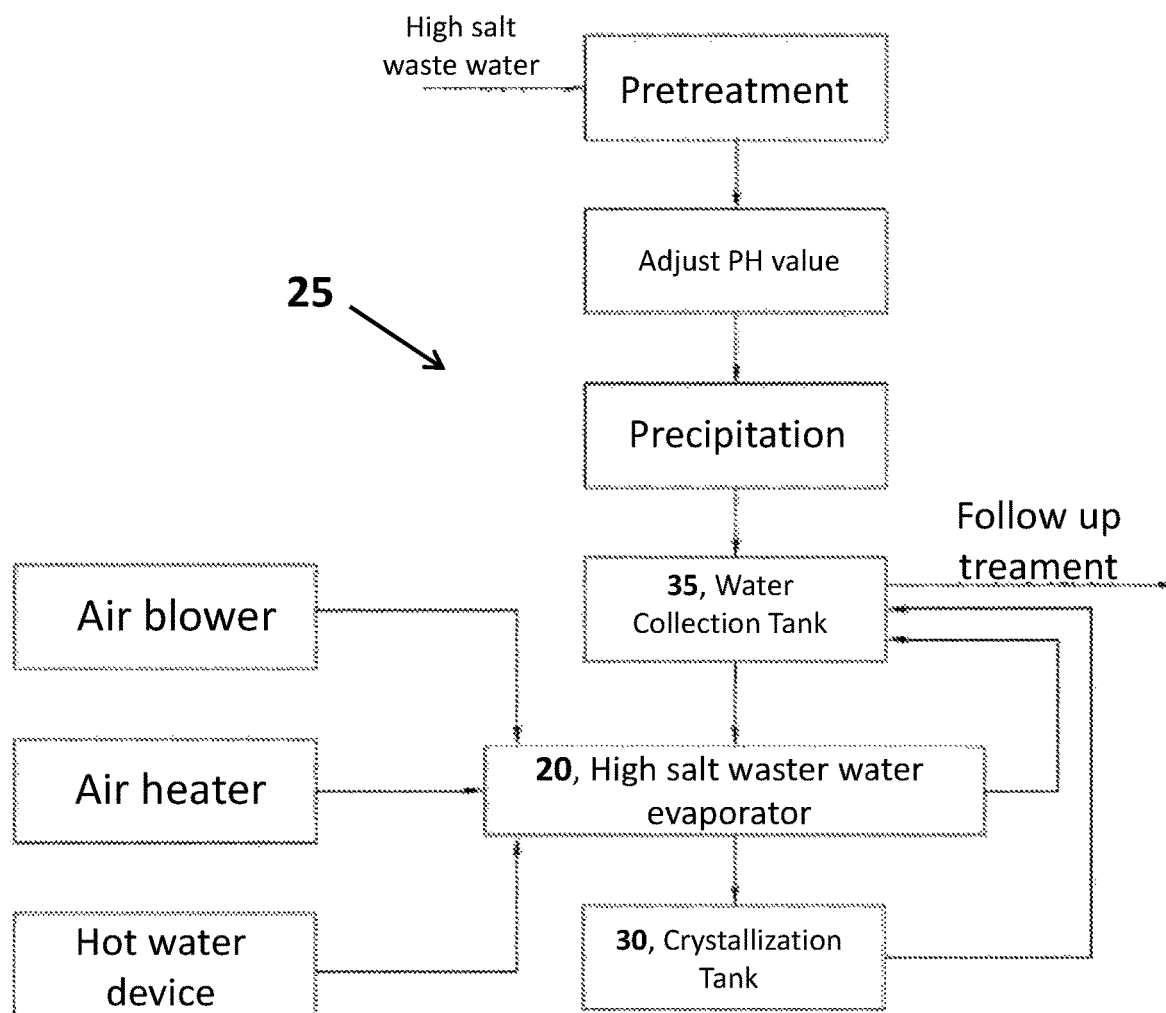 High salt
waste water
Pretreatment
Adjust PH value
25
Precipitation
Follow up
treament
35, Water
Collection Tank
Air blower
20, High salt waster water
evaporator
Air heater
30, Crystallization
Tank
Hot water
device